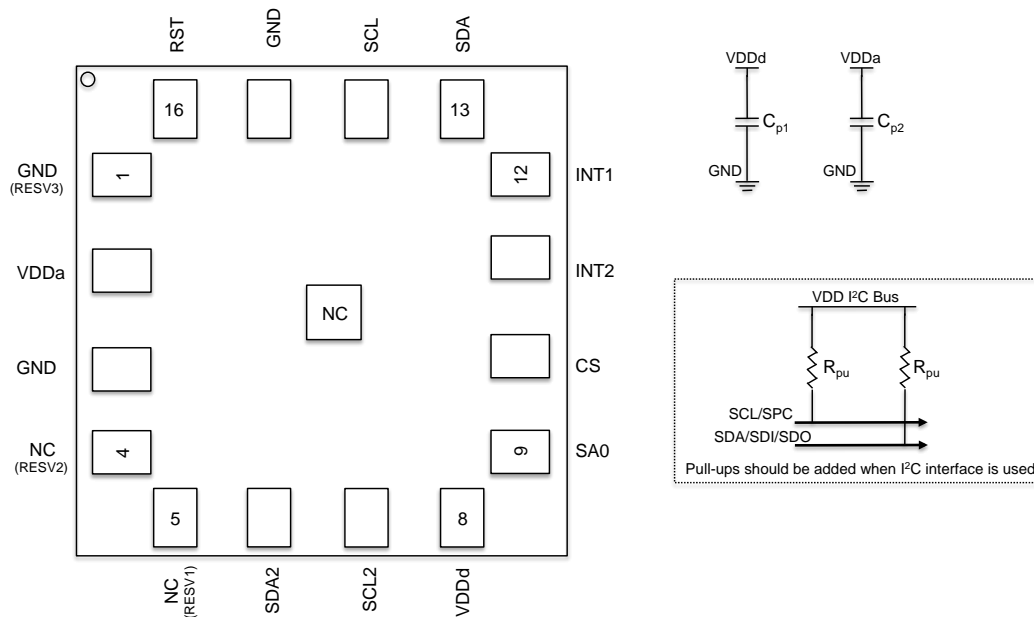 RST
GND
SCL
SDA
16
13
GND
(RESV3)
1
12
INT1
VDDa
INT2
NC
GND
CS
NC
(RESV2)
4
9
SA0
5
8
NC
(RESV1)
SDA2
SCL2
VDDd
VDDd
Cp1
GND
VDDa
Cp2
GND
VDD I²C Bus
Rpu
Rpu
SCL/SPC
SDA/SDI/SDO
Pull-ups should be added when I²C interface is used